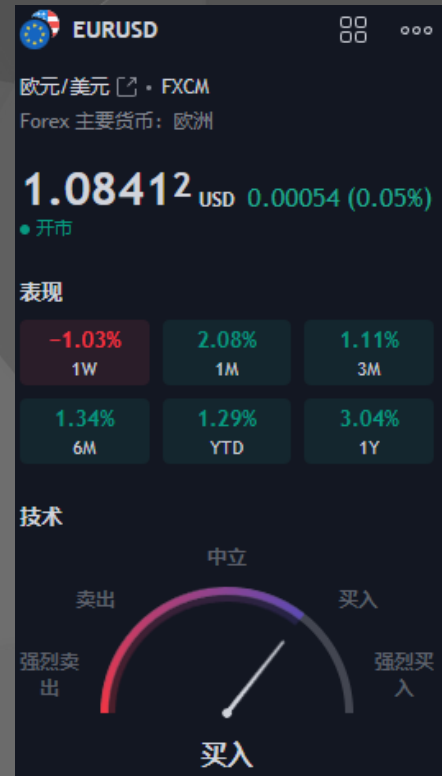 EURUSD
欧元/美元 • FXCM
Forex 主要货币：欧洲
1.08412 USD 0.00054 (0.05%)
开市
表现
−1.03% 2.08% 1.11%
1W 1M 3M
1.34% 1.29% 3.04%
6M YTD 1Y
技术
中立
卖出 买入
强烈卖出 强烈买入
买入